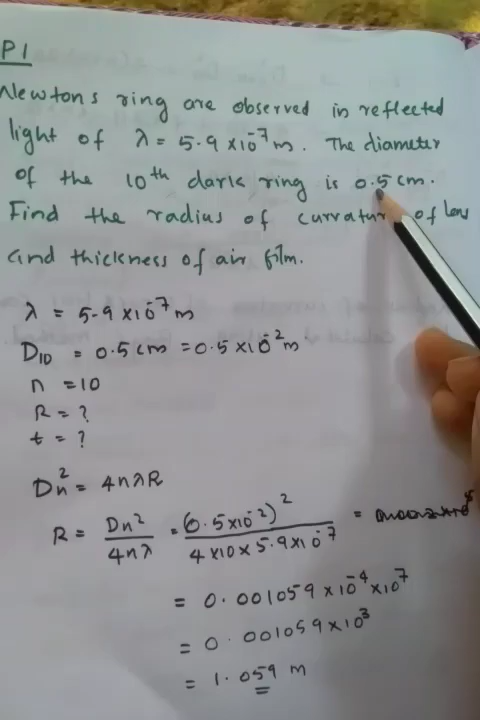 P1
Newtons ring are observed in reflected
light of λ = 5.9 x10⁻⁷m. The diameter
of the 10th dark ring is 0.5 cm.
Find the radius of curvature of lens
and thickness of air film.
λ = 5.9 x10⁻⁷ m
D₁₀ = 0.5 cm = 0.5 x10⁻² m
n = 10
R = ?
t = ?
Dn² = 4nλR
R = Dn²/4nλ = (0.5x10⁻²)²/4x10x5.9x10⁻⁷ =
= 0.001059 x10⁻⁴ x10⁷
= 0.001059 x10³
= 1.059 m